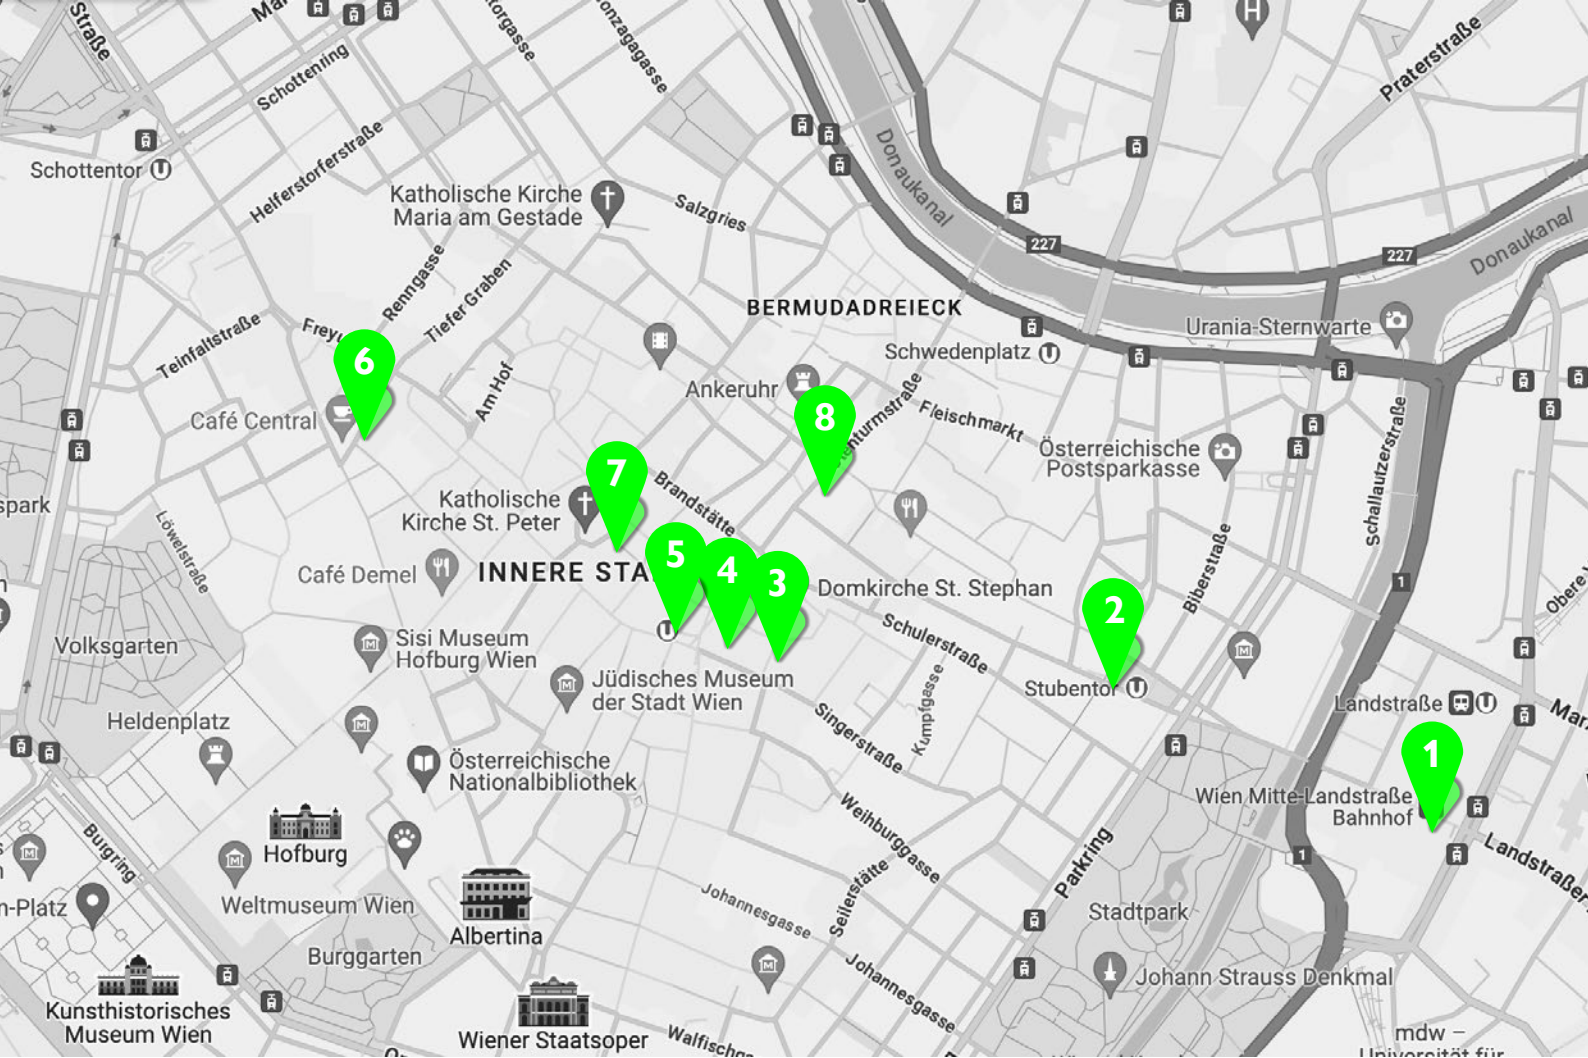 Straße
Schottenring
Praterstraße
H
Schottentor U
Helferstorferstraße
Katholische Kirche
Maria am Gestade
Salzgries
Donaukanal
227
227
Donaukanal
Renngasse
Tiefer Graben
BERMUDADREIECK
Teinfaltstraße
Urania-Sternwarte
Schwedenplatz U
6
Am Hof
Ankeruhr
Café Central
8
Fleischmarkt
Österreichische
Postsparkasse
Schallautzerstraße
7
Brandstätte
Katholische
Kirche St. Peter
Löwelstraße
Biberstraße
Café Demel
INNERE
5
4
3
Domkirche St. Stephan
2
1
Volksgarten
Sisi Museum
Hofburg Wien
U
Schulerstraße
Jüdisches Museum
der Stadt Wien
Kumpfgasse
Stubentor U
Landstraße U
Heldenplatz
Singerstraße
1
Österreichische
Nationalbibliothek
Wien Mitte-Landstraße
Bahnhof
Weihburggasse
Burgring
Hofburg
Parkring
1
Seilerstätte
Johannesgasse
Weltmuseum Wien
Stadtpark
Albertina
Burggarten
Johannesgasse
Johann Strauss Denkmal
Kunsthistorisches
Museum Wien
Wiener Staatsoper
mdw –
Universität für